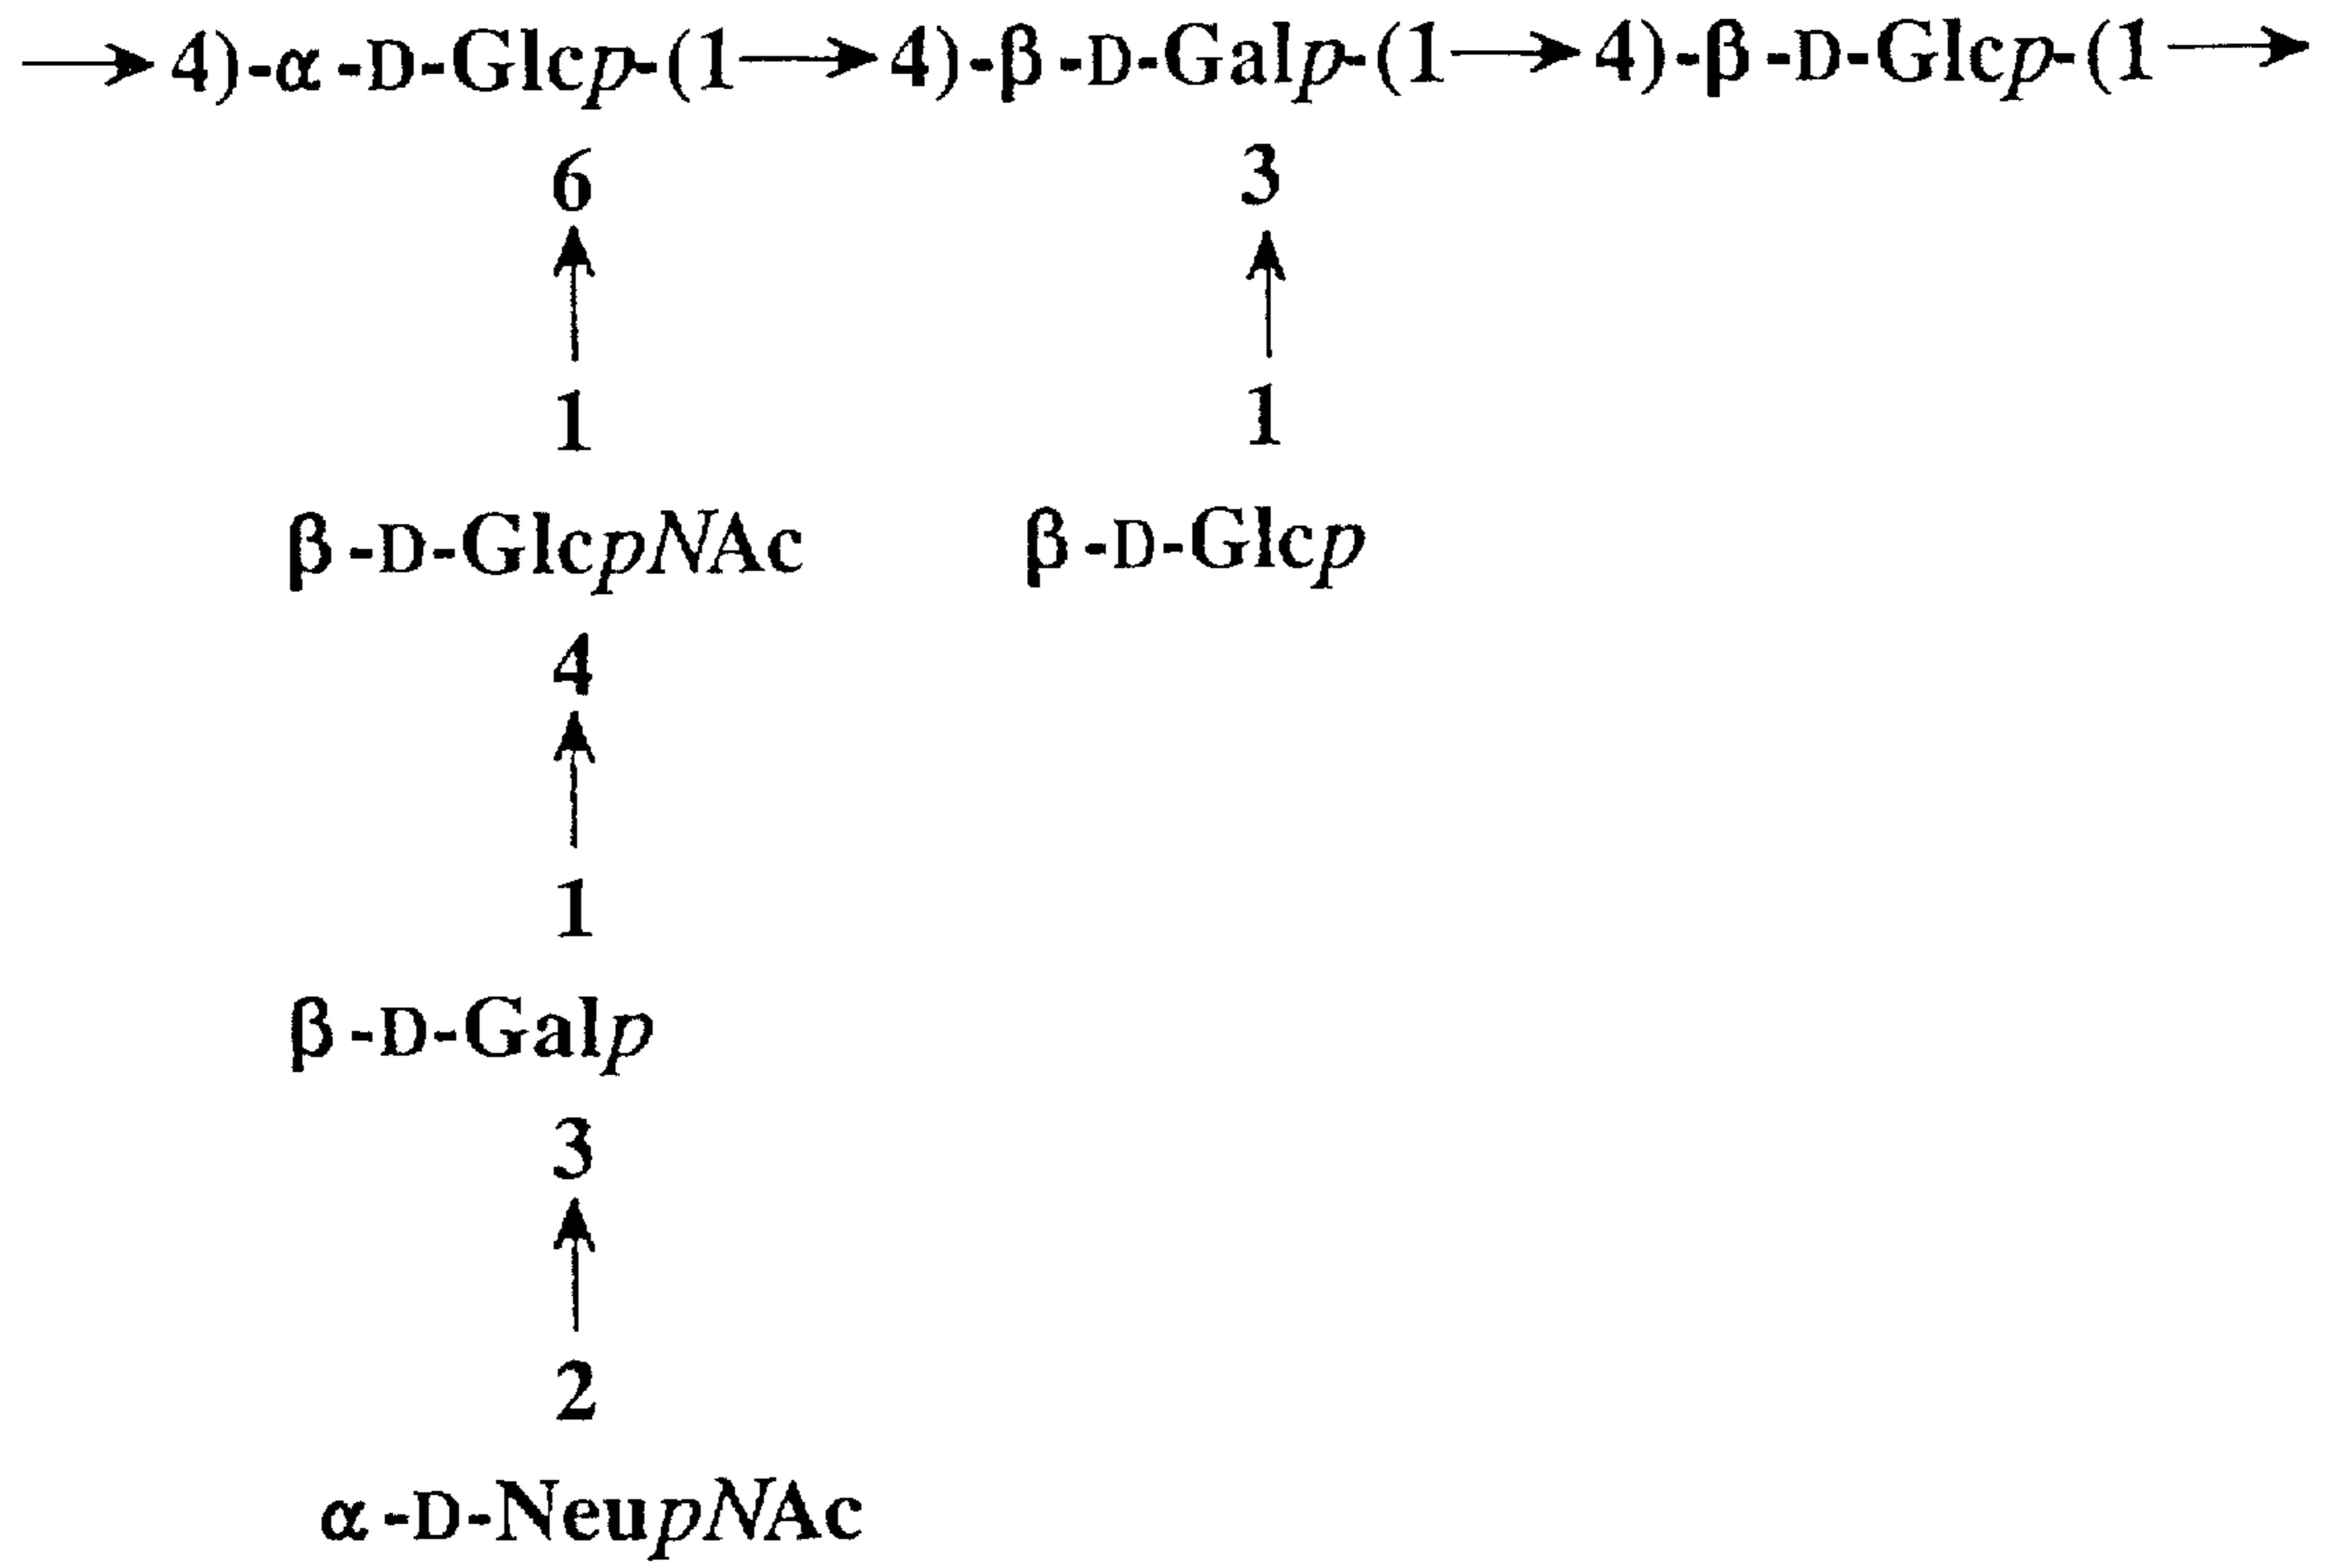 →4)-α-D-Glcp-(1→4)-β-D-Galp-(1→4)-β-D-Glcp-(1→
6 3
1 1
β-D-GlcpNAc β-D-Glcp
4
1
β-D-Galp
3
2
α-D-NeupNAc